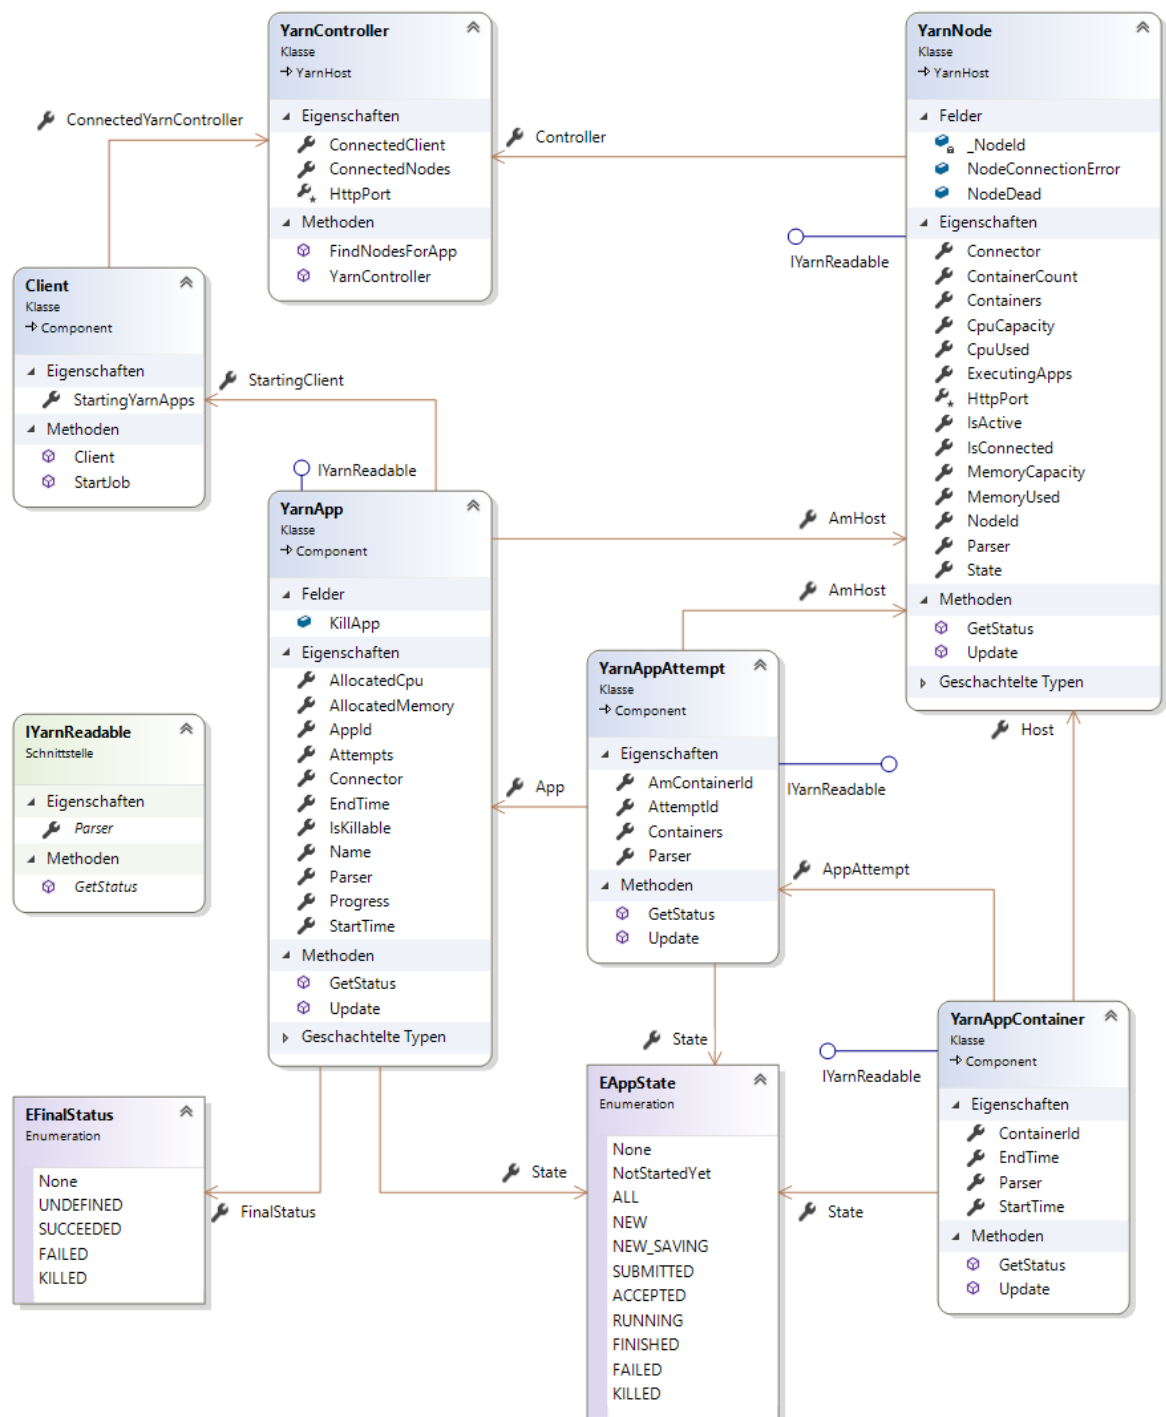 YarnController
Klasse
YarnHost
Eigenschaften
ConnectedClient
ConnectedNodes
HttpPort
Methoden
FindNodesForApp
YarnController
ConnectedYarnController
Controller
YarnNode
Klasse
YarnHost
Felder
_NodeId
NodeConnectionError
NodeDead
Eigenschaften
Connector
ContainerCount
Containers
CpuCapacity
CpuUsed
ExecutingApps
HttpPort
IsActive
IsConnected
MemoryCapacity
MemoryUsed
NodeId
Parser
State
Methoden
GetStatus
Update
Geschachtelte Typen
IYarnReadable
Client
Klasse
Component
Eigenschaften
StartingYarnApps
Methoden
Client
StartJob
StartingClient
IYarnReadable
YarnApp
Klasse
Component
Felder
KillApp
Eigenschaften
AllocatedCpu
AllocatedMemory
AppId
Attempts
Connector
EndTime
IsKillable
Name
Parser
Progress
StartTime
Methoden
GetStatus
Update
Geschachtelte Typen
AmHost
AmHost
YarnAppAttempt
Klasse
Component
Eigenschaften
AmContainerId
AttemptId
Containers
Parser
Methoden
GetStatus
Update
IYarnReadable
App
Host
IYarnReadable
Schnittstelle
Eigenschaften
Parser
Methoden
GetStatus
AppAttempt
YarnAppContainer
Klasse
Component
Eigenschaften
ContainerId
EndTime
Parser
StartTime
Methoden
GetStatus
Update
IYarnReadable
State
State
State
FinalStatus
EFinalStatus
Enumeration
None
UNDEFINED
SUCCEEDED
FAILED
KILLED
EAppState
Enumeration
None
NotStartedYet
ALL
NEW
NEW_SAVING
SUBMITTED
ACCEPTED
RUNNING
FINISHED
FAILED
KILLED